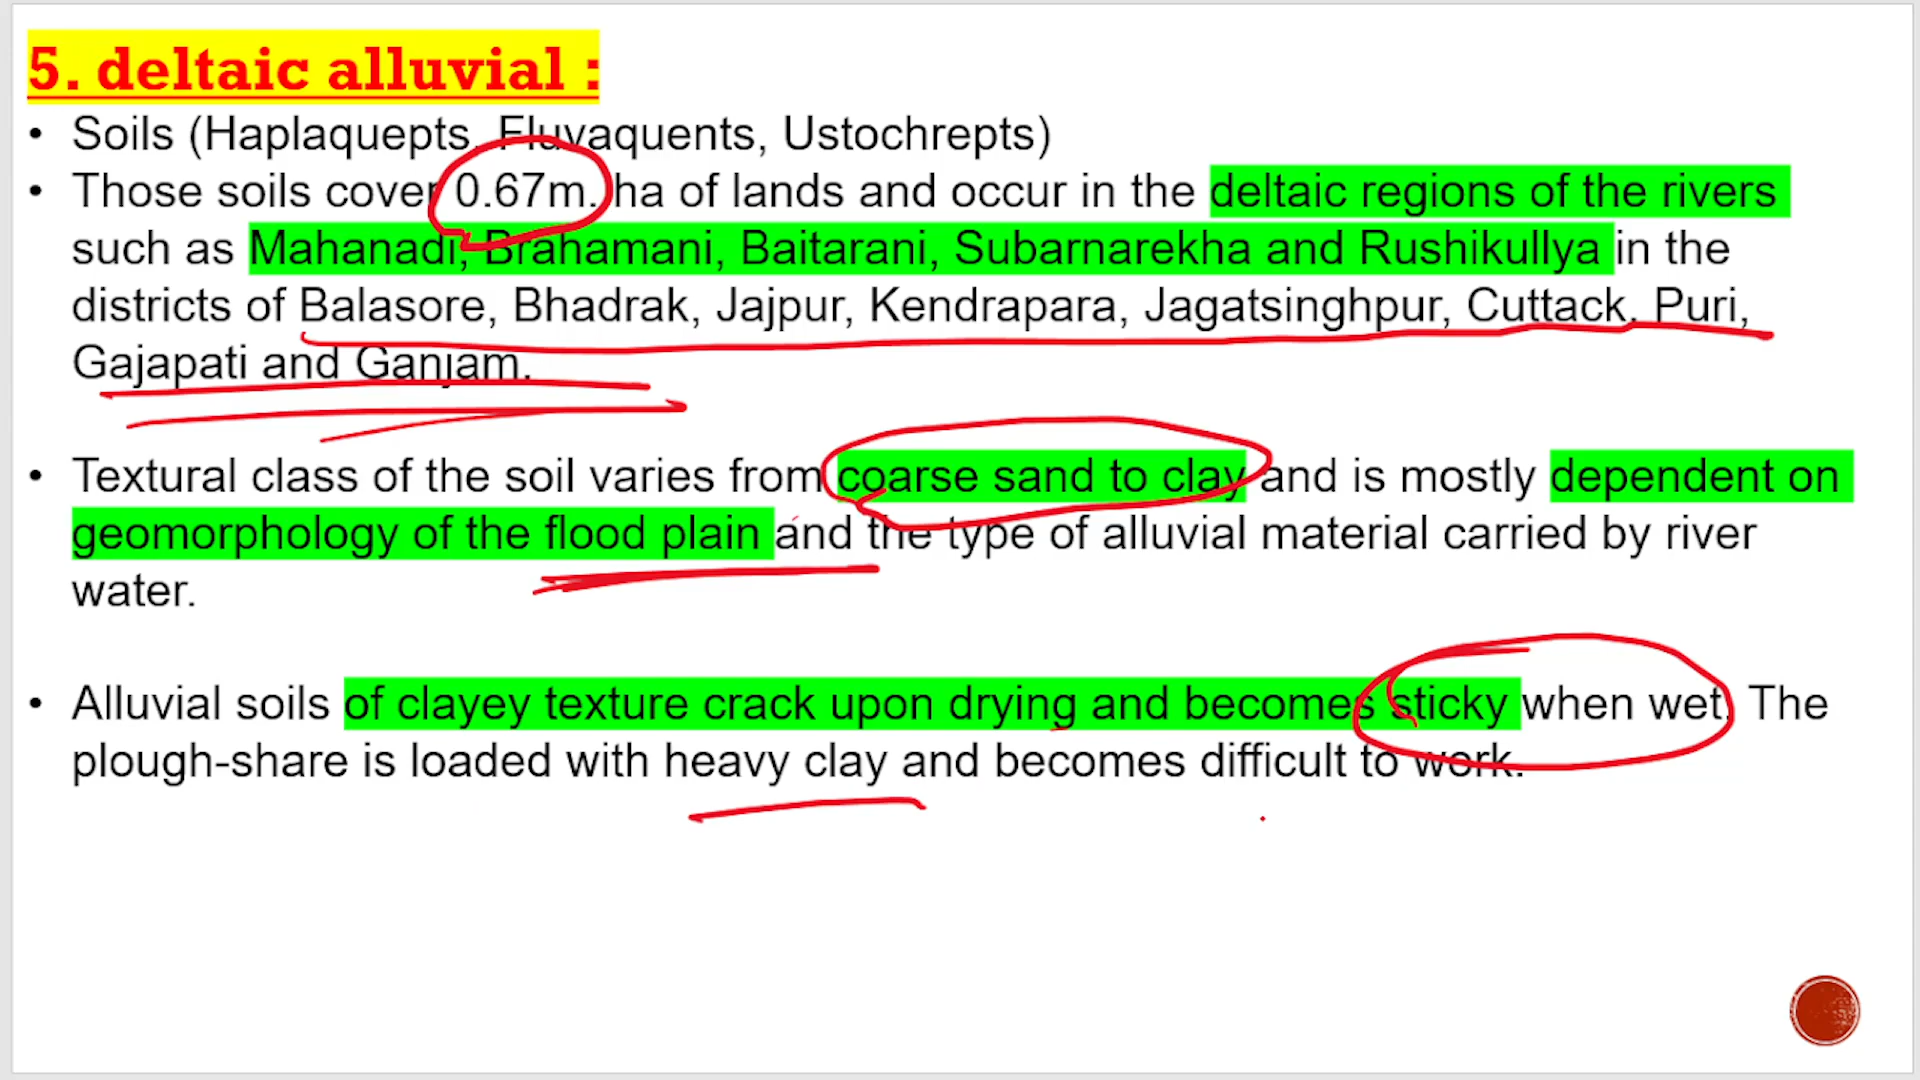 5. deltaic alluvial :
• Soils (Haplaquepts, Fluvaquents, Ustochrepts)
• Those soils cover 0.67m. ha of lands and occur in the deltaic regions of the rivers
such as Mahanadi, Brahamani, Baitarani, Subarnarekha and Rushikullya in the
districts of Balasore, Bhadrak, Jajpur, Kendrapara, Jagatsinghpur, Cuttack, Puri,
Gajapati and Ganjam.
• Textural class of the soil varies from coarse sand to clay and is mostly dependent on
geomorphology of the flood plain and the type of alluvial material carried by river
water.
• Alluvial soils of clayey texture crack upon drying and becomes sticky when wet. The
plough-share is loaded with heavy clay and becomes difficult to work.